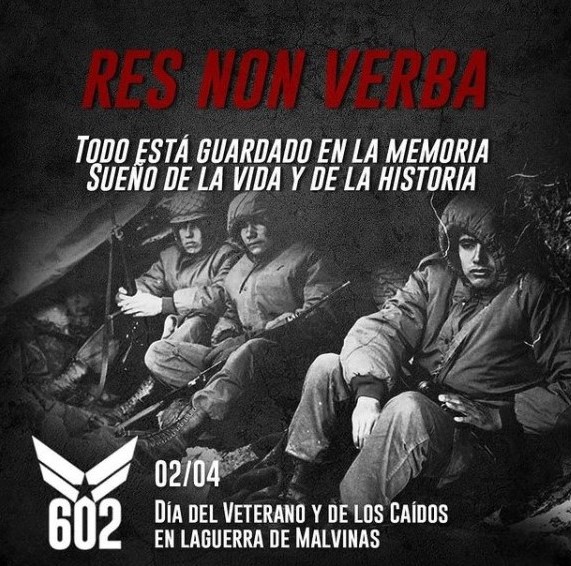 RES NON VERBA
TODO ESTÁ GUARDADO EN LA MEMORIA
SUEÑO DE LA VIDA Y DE LA HISTORIA
602
02/04
DÍA DEL VETERANO Y DE LOS CAÍDOS
EN LAGUERRA DE MALVINAS